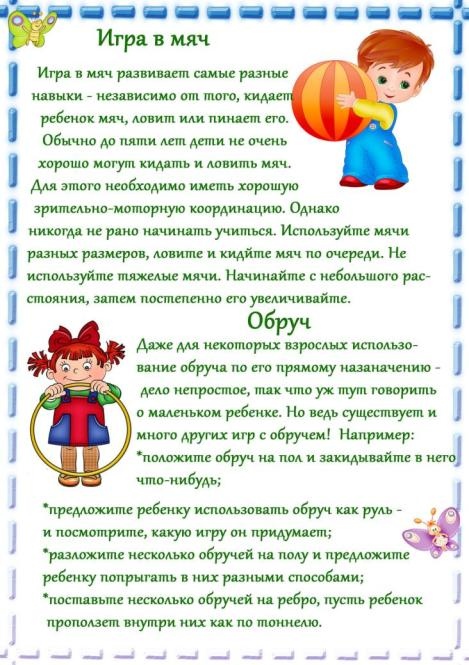 Игра в мяч
Игра в мяч развивает самые разные
навыки - независимо от того, кидает
ребенок мяч, ловит или пинает его.
Обычно до пяти лет дети не очень
хорошо могут кидать и ловить мяч.
Для этого необходимо иметь хорошую
зрительно-моторную координацию. Однако
никогда не рано начинать учиться. Используйте мячи
разных размеров, ловите и кидйте мяч по очереди. Не
используйте тяжелые мячи. Начинайте с небольшого рас-
стояния, затем постепенно его увеличивайте.
Обруч
Даже для некоторых взрослых использо-
вание обруча по его прямому назаначению -
дело непростое, так что уж тут говорить
о маленьком ребенке. Но ведь существует и
много других игр с обручем! Например:
*положите обруч на пол и закидывайте в него
что-нибудь;
*предложите ребенку использовать обруч как руль -
и посмотрите, какую игру он придумает;
*разложите несколько обручей на полу и предложите
ребенку попрыгать в них разными способами;
*поставьте несколько обручей на ребро, пусть ребенок
проползет внутри них как по тоннелю.